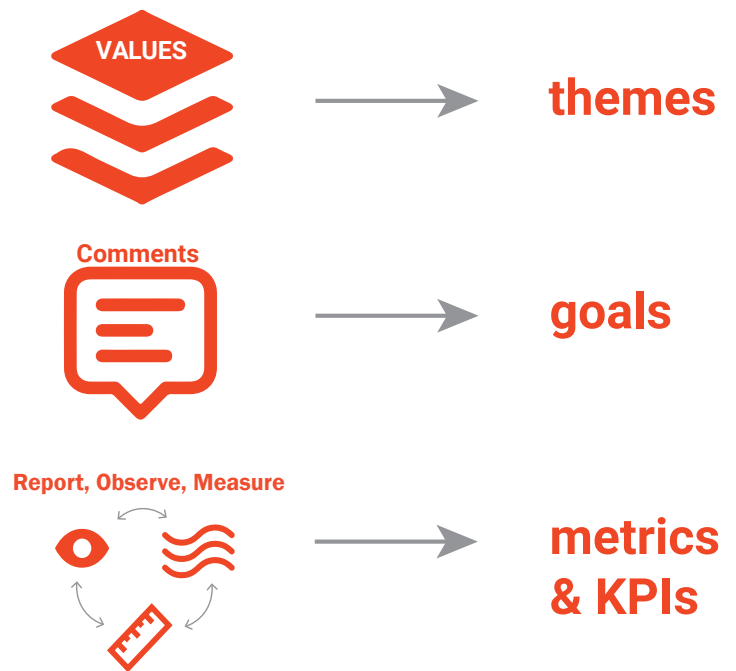 VALUES
themes
Comments
goals
Report, Observe, Measure
metrics
& KPIs